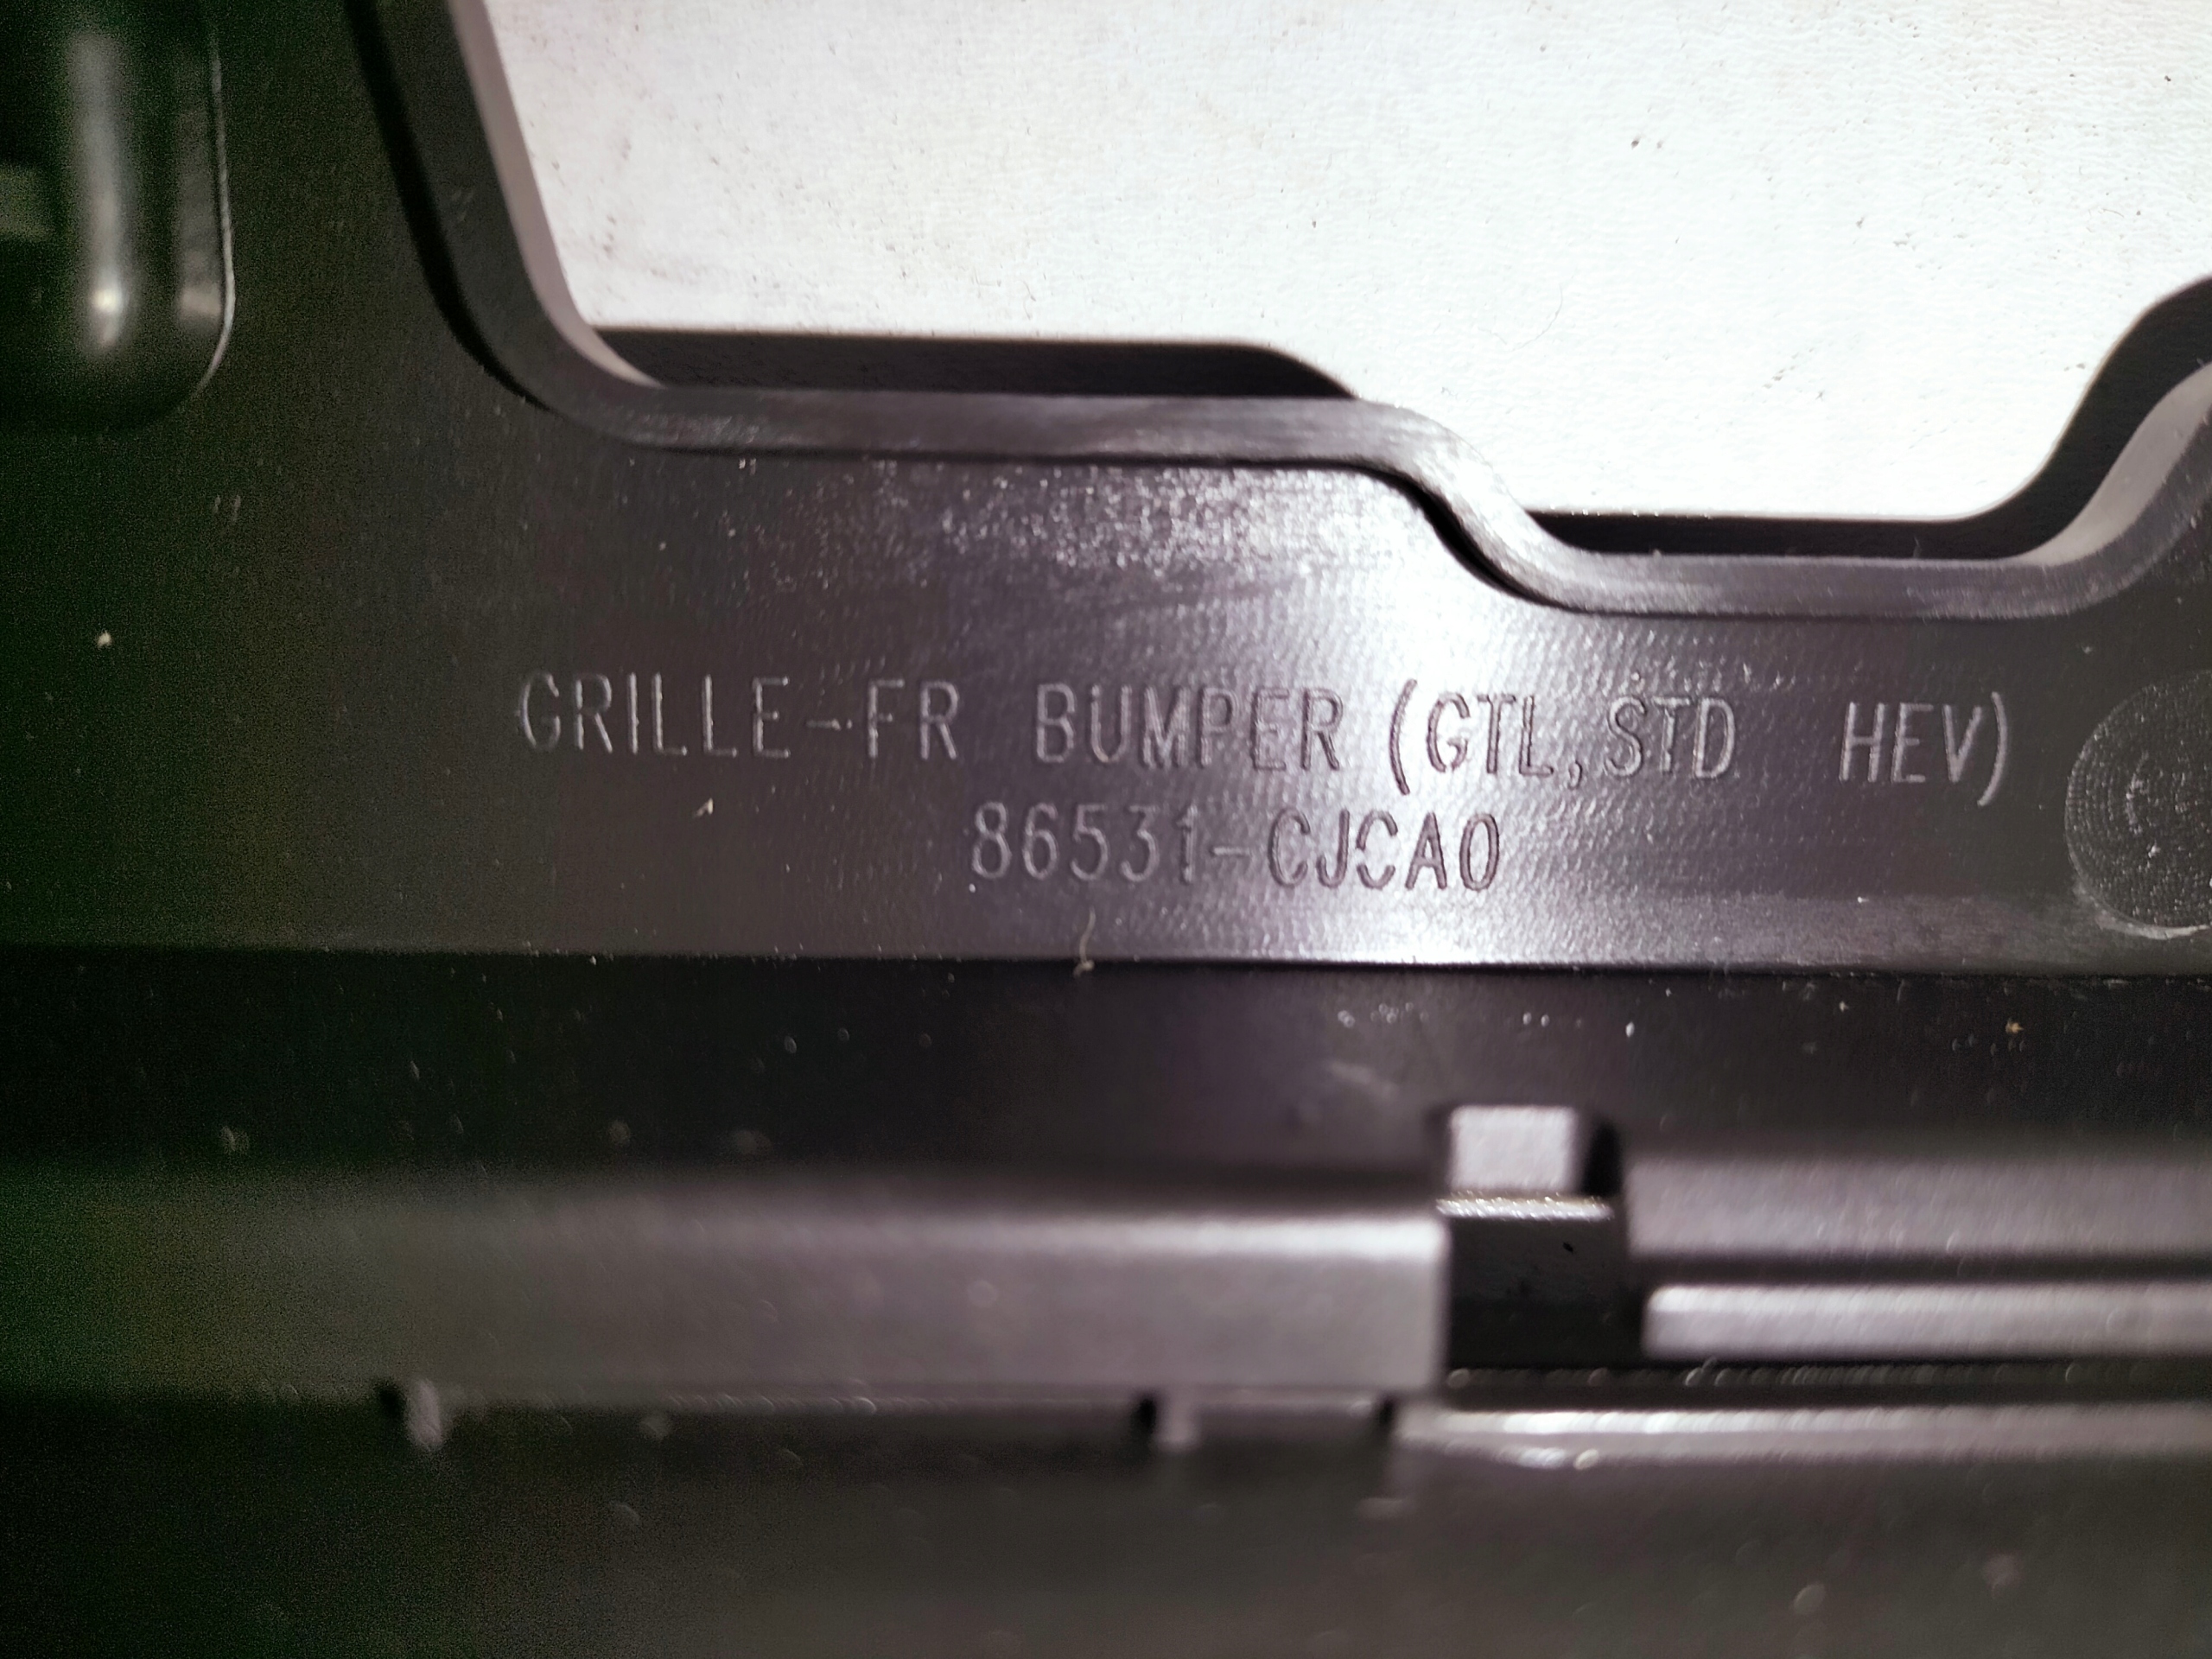 GRILLE-FR BUMPER (GTL,STD HEV)
86531-CJCA0